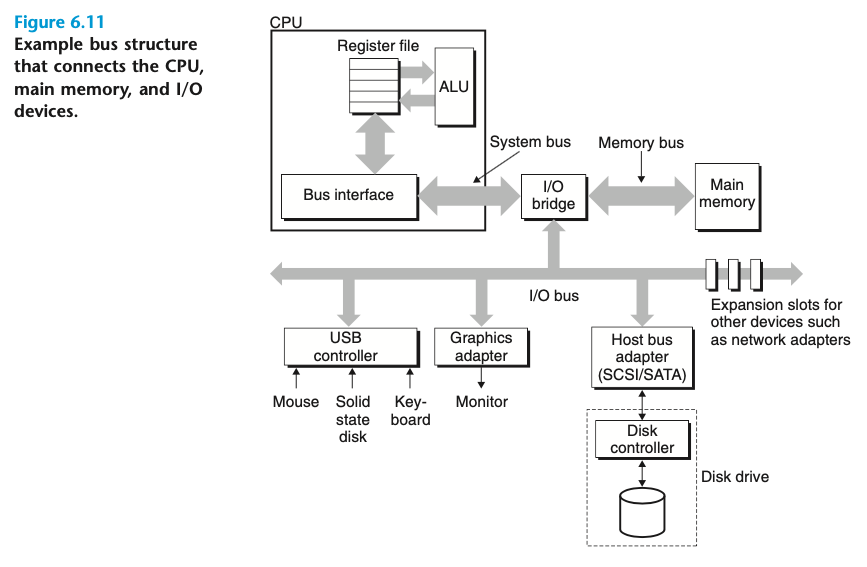 Figure 6.11
Example bus structure
that connects the CPU,
main memory, and I/O
devices.
CPU
Register file
ALU
System bus
Memory bus
Bus interface
I/O
bridge
Main
memory
I/O bus
Expansion slots for
other devices such
as network adapters
USB
controller
Graphics
adapter
Host bus
adapter
(SCSI/SATA)
Mouse
Solid
state
disk
Key-
board
Monitor
Disk
controller
Disk drive